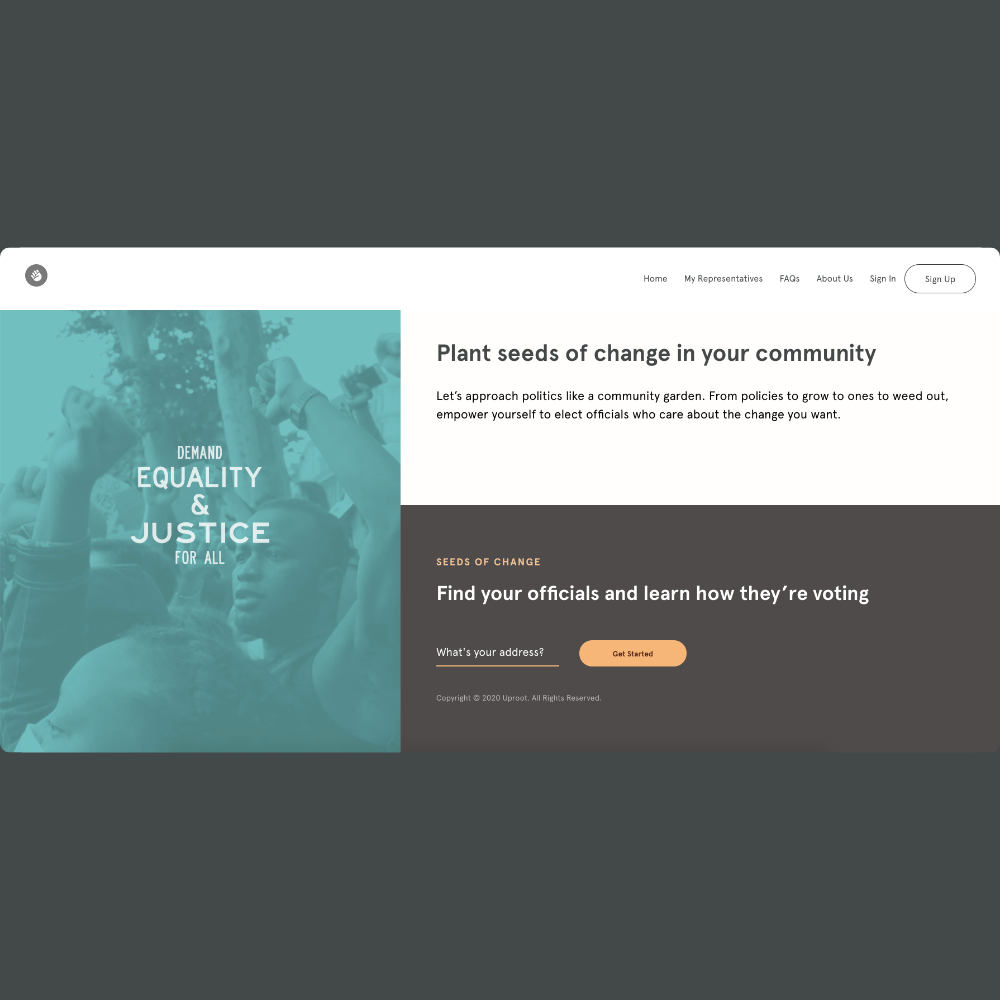 Home
My Representatives
FAQs
About Us
Sign In
Sign Up
DEMAND
EQUALITY
&
JUSTICE
FOR ALL
Plant seeds of change in your community
Let’s approach politics like a community garden. From policies to grow to ones to weed out,
empower yourself to elect officials who care about the change you want.
SEEDS OF CHANGE
Find your officials and learn how they’re voting
What's your address?
Get Started
Copyright © 2020 Uproot. All Rights Reserved.